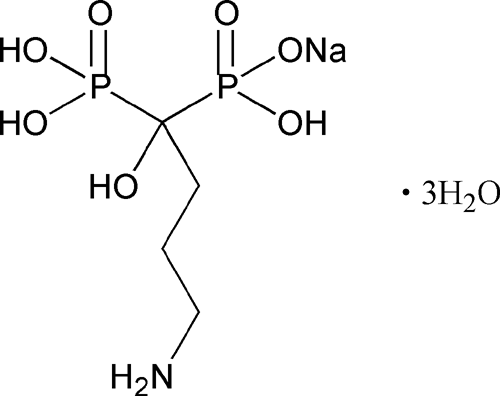 O O
HO P P ONa
HO OH
HO
· 3H₂O
H₂N